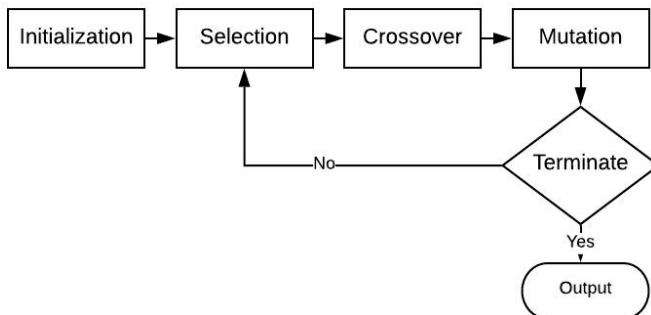 Initialization
Selection
Crossover
Mutation
Terminate
No
Yes
Output